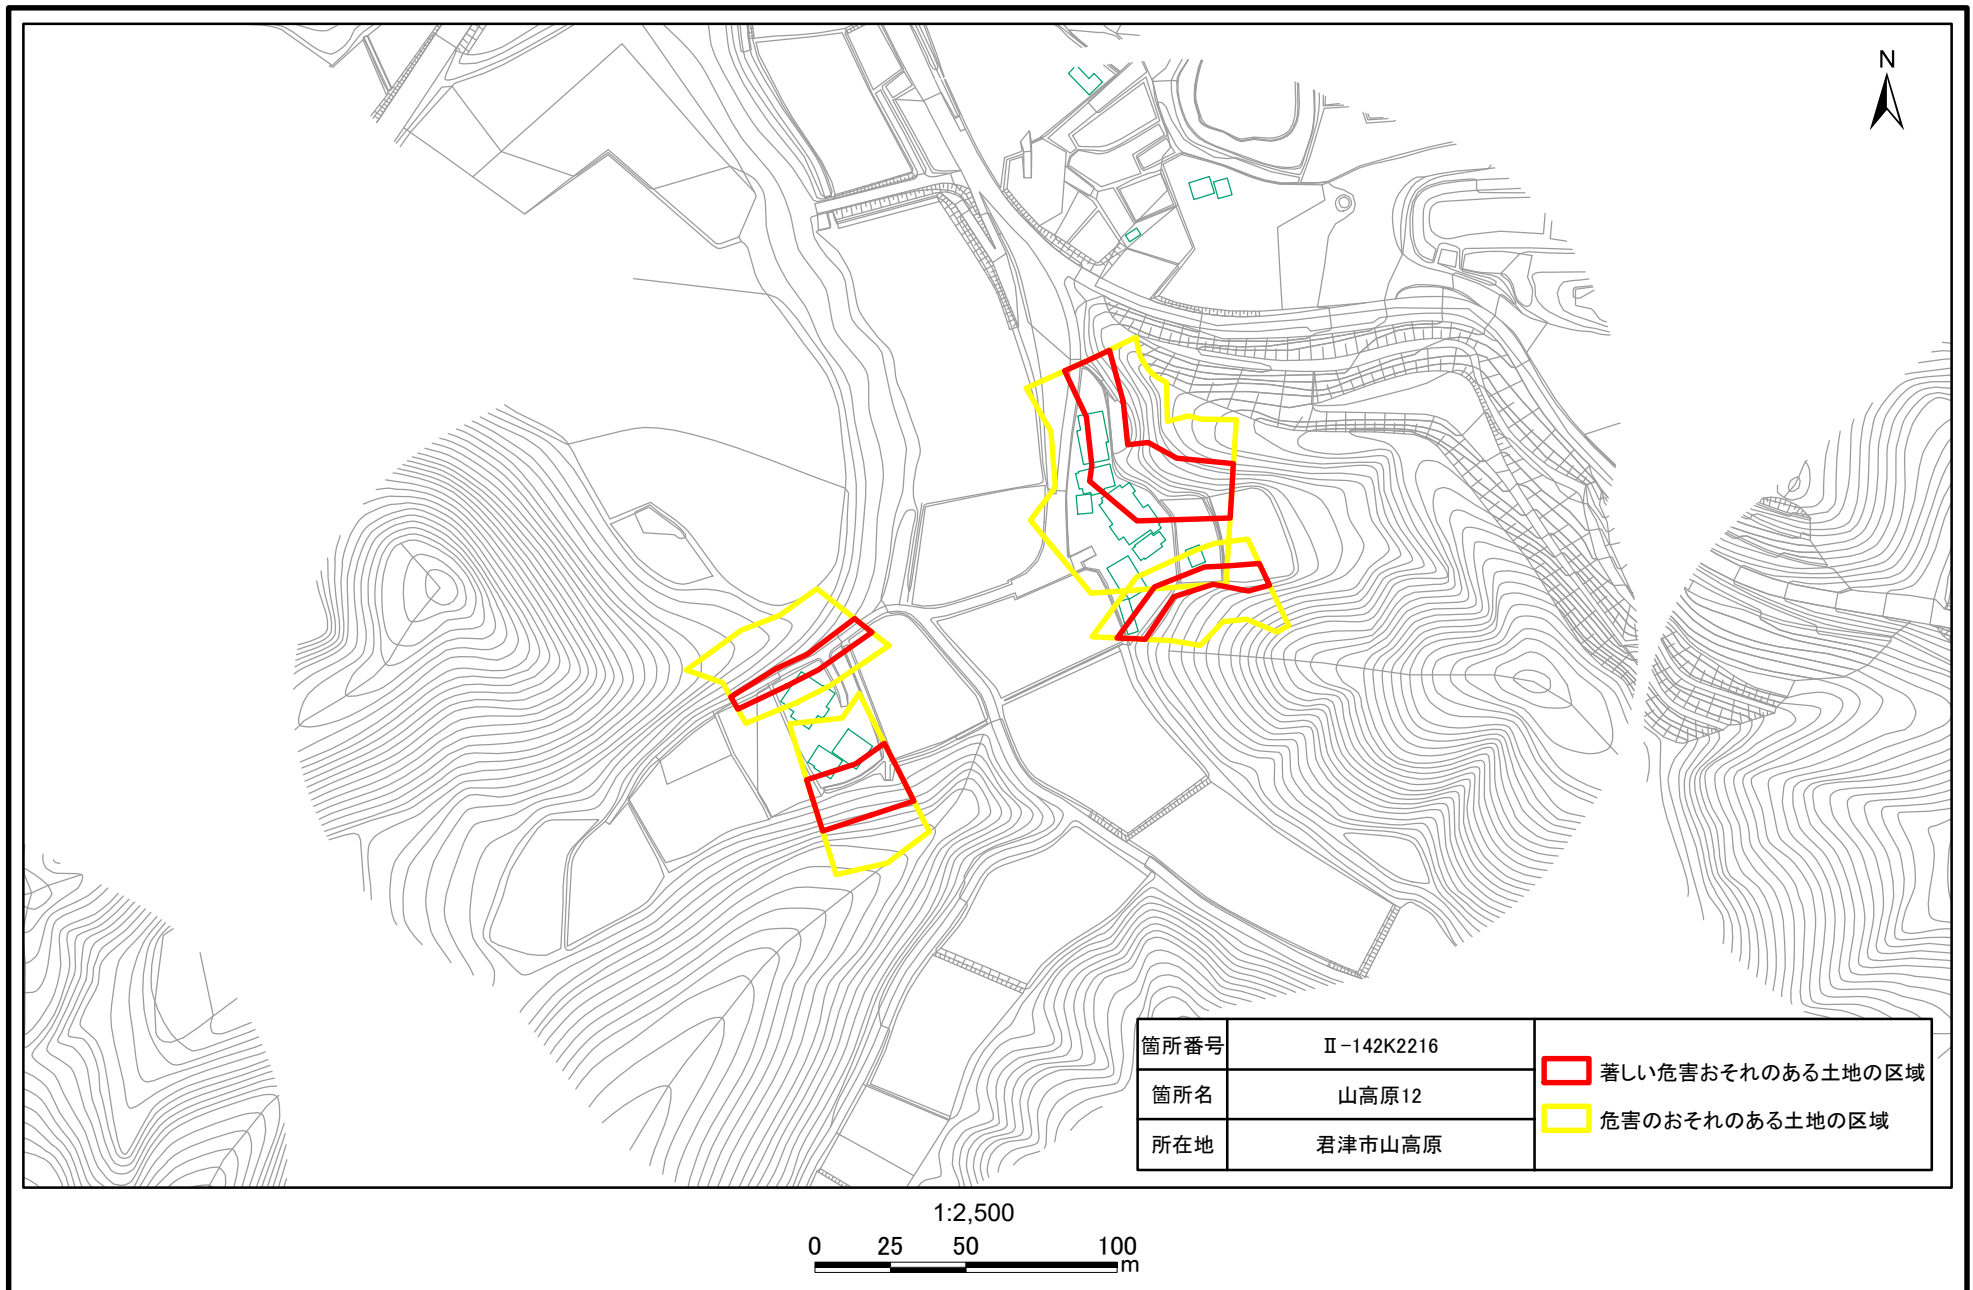 N
箇所番号 Ⅱ-142K2216
箇所名 山高原12
所在地 君津市山高原
著しい危害おそれのある土地の区域
危害のおそれのある土地の区域
1:2,500
0 25 50 100
m